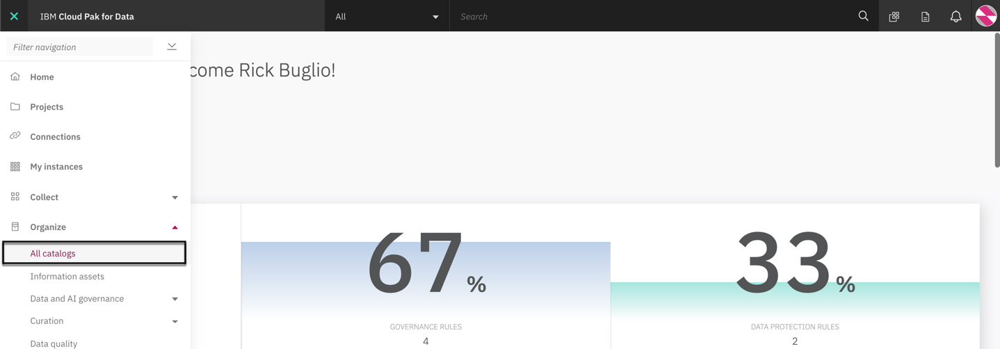 IBM Cloud Pak for Data
All
Search
Filter navigation
Home
Projects
Connections
My instances
Collect
Organize
All catalogs
Information assets
Data and AI governance
Curation
Data quality
come Rick Buglio!
67%
GOVERNANCE RULES
4
33%
DATA PROTECTION RULES
2